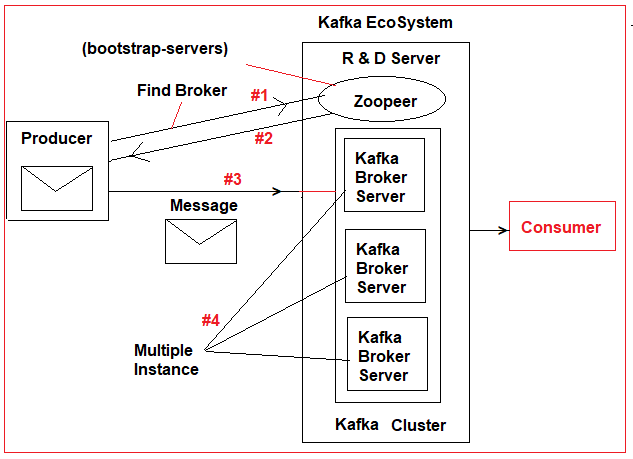 Kafka EcoSystem
(bootstrap-servers)
R & D Server
Find Broker
#1
Zoopeer
#2
Producer
Kafka
Broker
Server
#3
Message
Consumer
Kafka
Broker
Server
#4
Multiple
Instance
Kafka
Broker
Server
Kafka Cluster